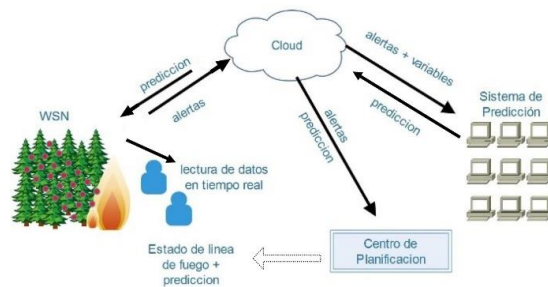 Cloud
prediccion
alertas
alertas + variables
prediccion
alertas
prediccion
WSN
Sistema de
Predicción
lectura de datos
en tiempo real
Estado de linea
de fuego +
prediccion
Centro de
Planificacion